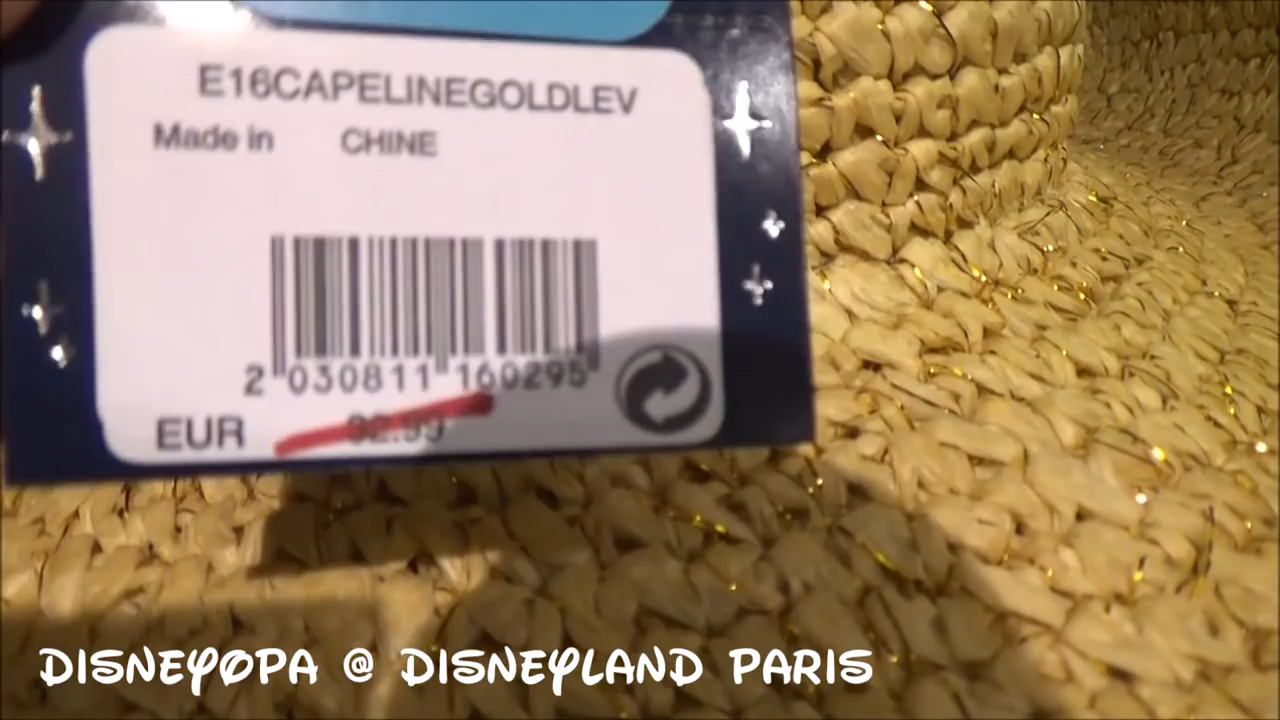 E16CAPELINEGOLDLEV
Made in CHINE
2 030811 160295
EUR
DISNEYOPA @ DISNEYLAND PARIS